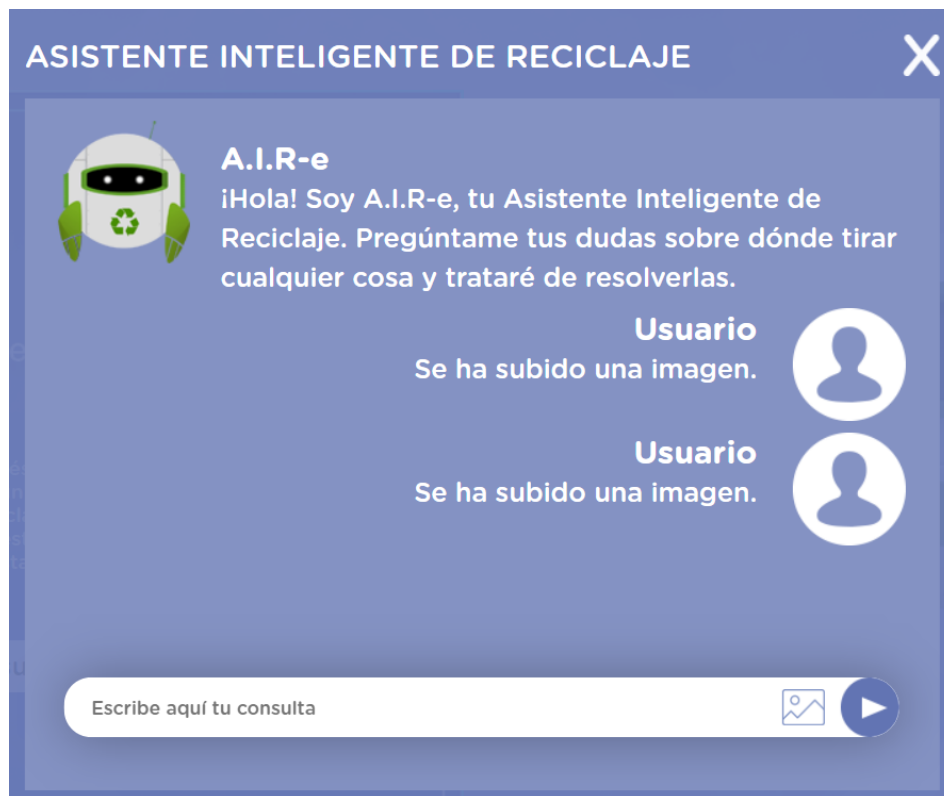 ASISTENTE INTELIGENTE DE RECICLAJE
X
A.I.R-e
¡Hola! Soy A.I.R-e, tu Asistente Inteligente de
Reciclaje. Pregúntame tus dudas sobre dónde tirar
cualquier cosa y trataré de resolverlas.
Usuario
Se ha subido una imagen.
Usuario
Se ha subido una imagen.
Escribe aquí tu consulta